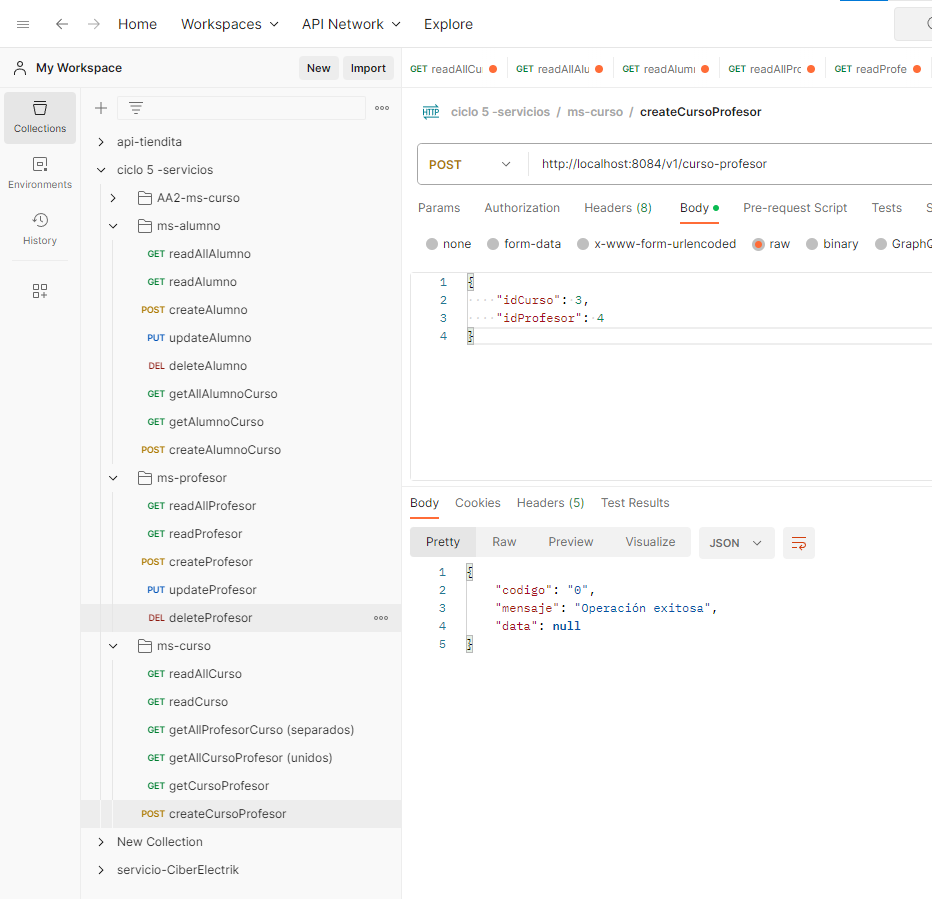 Home Workspaces API Network Explore
My Workspace New Import
GET readAllCu GET readAllAlu GET readAlum GET readAllPrc GET readProfe
Collections
Environments
History
api-tiendita
ciclo 5 -servicios
AA2-ms-curso
ms-alumno
GET readAllAlumno
GET readAlumno
POST createAlumno
PUT updateAlumno
DEL deleteAlumno
GET getAllAlumnoCurso
GET getAlumnoCurso
POST createAlumnoCurso
ms-profesor
GET readAllProfesor
GET readProfesor
POST createProfesor
PUT updateProfesor
DEL deleteProfesor
ms-curso
GET readAllCurso
GET readCurso
GET getAllProfesorCurso (separados)
GET getAllCursoProfesor (unidos)
GET getCursoProfesor
POST createCursoProfesor
New Collection
servicio-CiberElectrik
HTTP ciclo 5 -servicios / ms-curso / createCursoProfesor
POST http://localhost:8084/v1/curso-profesor
Params Authorization Headers (8) Body Pre-request Script Tests S
none form-data x-www-form-urlencoded raw binary GraphQ
1 {
2 "idCurso": 3,
3 "idProfesor": 4
4 }
Body Cookies Headers (5) Test Results
Pretty Raw Preview Visualize JSON
1 {
2 "codigo": "0",
3 "mensaje": "Operación exitosa",
4 "data": null
5 }